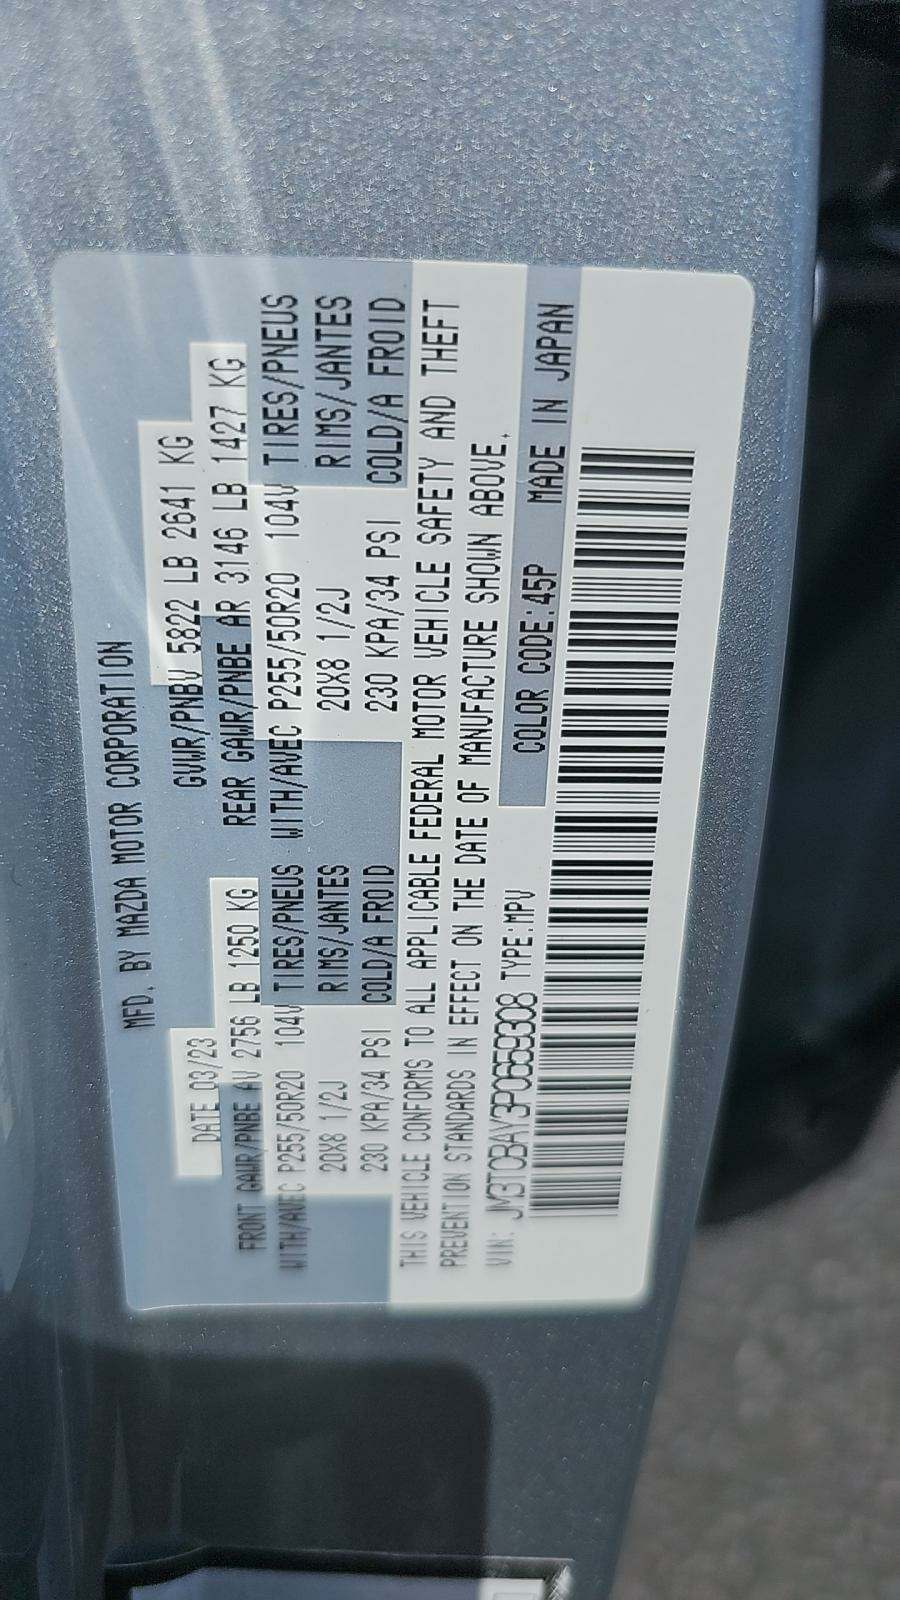 MFD. BY MAZDA MOTOR CORPORATION
DATE 03/23 GVWR/PNBV 5822 LB 2641 KG
FRONT GAWR/PNBE AV 2756 LB 1250 KG REAR GAWR/PNBE AR 3146 LB 1427 KG
WITH/AVEC P255/50R20 104V TIRES/PNEUS WITH/AVEC P255/50R20 104V TIRES/PNEUS
20X8 1/2J RIMS/JANTES 20X8 1/2J RIMS/JANTES
230 KPA/34 PSI COLD/A FROID 230 KPA/34 PSI COLD/A FROID
THIS VEHICLE CONFORMS TO ALL APPLICABLE FEDERAL MOTOR VEHICLE SAFETY AND THEFT
PREVENTION STANDARDS IN EFFECT ON THE DATE OF MANUFACTURE SHOWN ABOVE.
VIN: JM3TCBAY3P0659308 TYPE:MPV COLOR CODE:45P MADE IN JAPAN